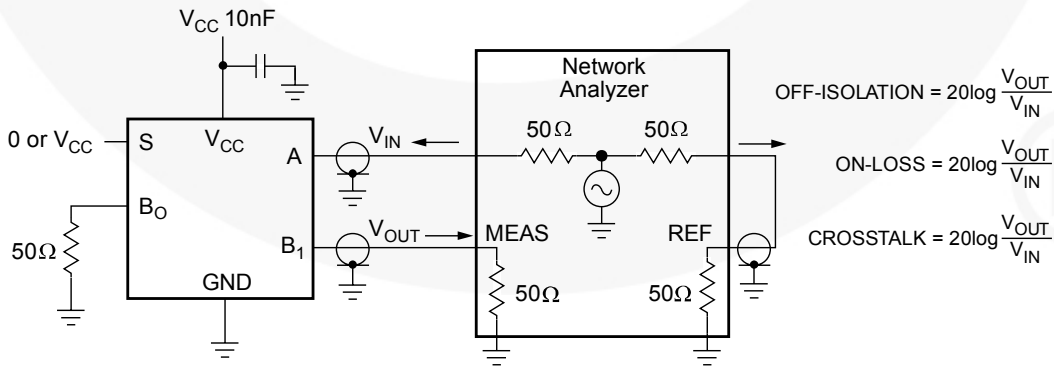 V_CC 10nF
Network
Analyzer
OFF-ISOLATION = 20log V_OUT / V_IN
50Ω 50Ω
0 or V_CC S V_CC A V_IN
ON-LOSS = 20log V_OUT / V_IN
B_O
B_1 V_OUT MEAS REF
CROSSTALK = 20log V_OUT / V_IN
50Ω GND 50Ω 50Ω